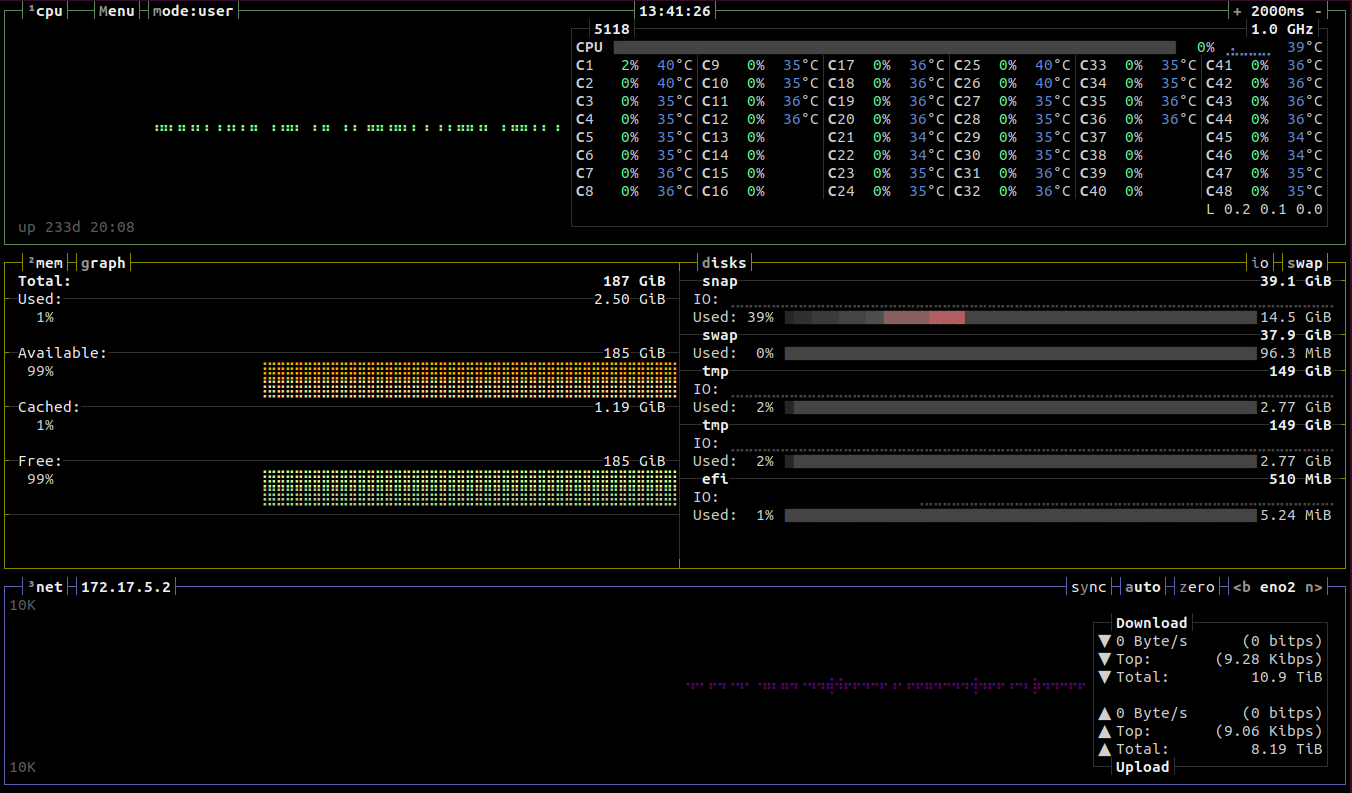 ¹cpu Menu mode:user 13:41:26 + 2000ms -
5118 1.0 GHz
CPU 0% 39°C
C1 2% 40°C C9 0% 35°C C17 0% 36°C C25 0% 40°C C33 0% 35°C C41 0% 36°C
C2 0% 40°C C10 0% 35°C C18 0% 36°C C26 0% 40°C C34 0% 35°C C42 0% 36°C
C3 0% 35°C C11 0% 36°C C19 0% 36°C C27 0% 35°C C35 0% 36°C C43 0% 36°C
C4 0% 35°C C12 0% 36°C C20 0% 36°C C28 0% 35°C C36 0% 36°C C44 0% 36°C
C5 0% 35°C C13 0% C21 0% 34°C C29 0% 35°C C37 0% C45 0% 34°C
C6 0% 35°C C14 0% C22 0% 34°C C30 0% 35°C C38 0% C46 0% 34°C
C7 0% 36°C C15 0% C23 0% 35°C C31 0% 36°C C39 0% C47 0% 35°C
C8 0% 36°C C16 0% C24 0% 35°C C32 0% 36°C C40 0% C48 0% 35°C
L 0.2 0.1 0.0
up 233d 20:08
²mem graph
Total: 187 GiB
Used: 2.50 GiB
1%
Available: 185 GiB
99%
Cached: 1.19 GiB
1%
Free: 185 GiB
99%
disks io swap
snap 39.1 GiB
IO:
Used: 39% 14.5 GiB
swap 37.9 GiB
Used: 0% 96.3 MiB
tmp 149 GiB
IO:
Used: 2% 2.77 GiB
tmp 149 GiB
IO:
Used: 2% 2.77 GiB
efi 510 MiB
IO:
Used: 1% 5.24 MiB
³net 172.17.5.2 sync auto zero <b eno2 n>
10K
Download
▼ 0 Byte/s (0 bitps)
▼ Top: (9.28 Kibps)
▼ Total: 10.9 TiB
▲ 0 Byte/s (0 bitps)
▲ Top: (9.06 Kibps)
▲ Total: 8.19 TiB
10K
Upload